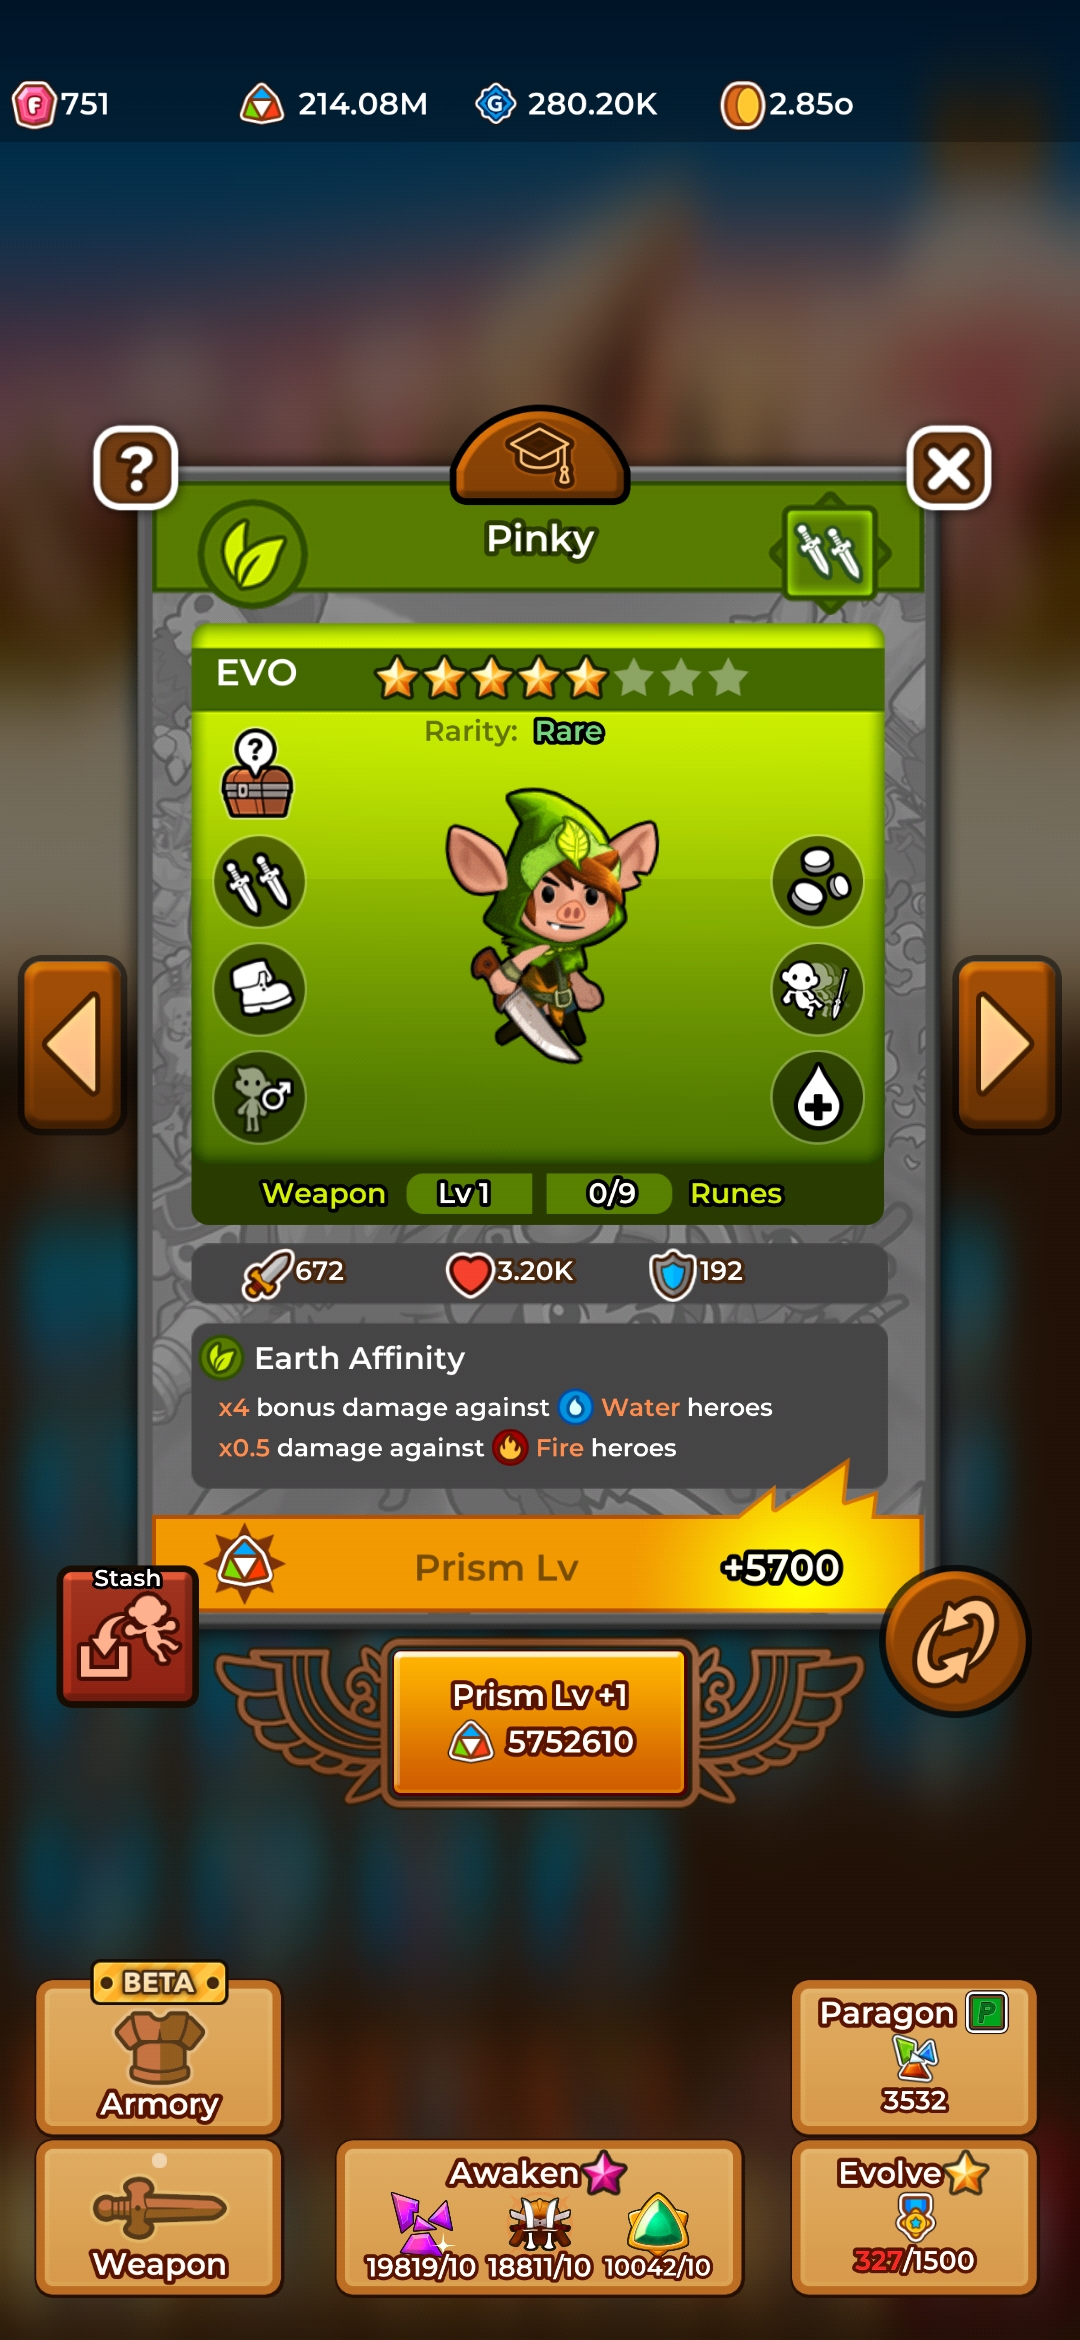 F 751
214.08M
G 280.20K
2.85o
?
Pinky
EVO
Rarity: Rare
?
Weapon Lv 1 0/9 Runes
672 3.20K 192
Earth Affinity
x4 bonus damage against Water heroes
x0.5 damage against Fire heroes
Prism Lv +5700
Stash
Prism Lv +1
5752610
BETA
Armory
Paragon P
3532
Weapon
Awaken
19819/10 18811/10 10042/10
Evolve
327/1500